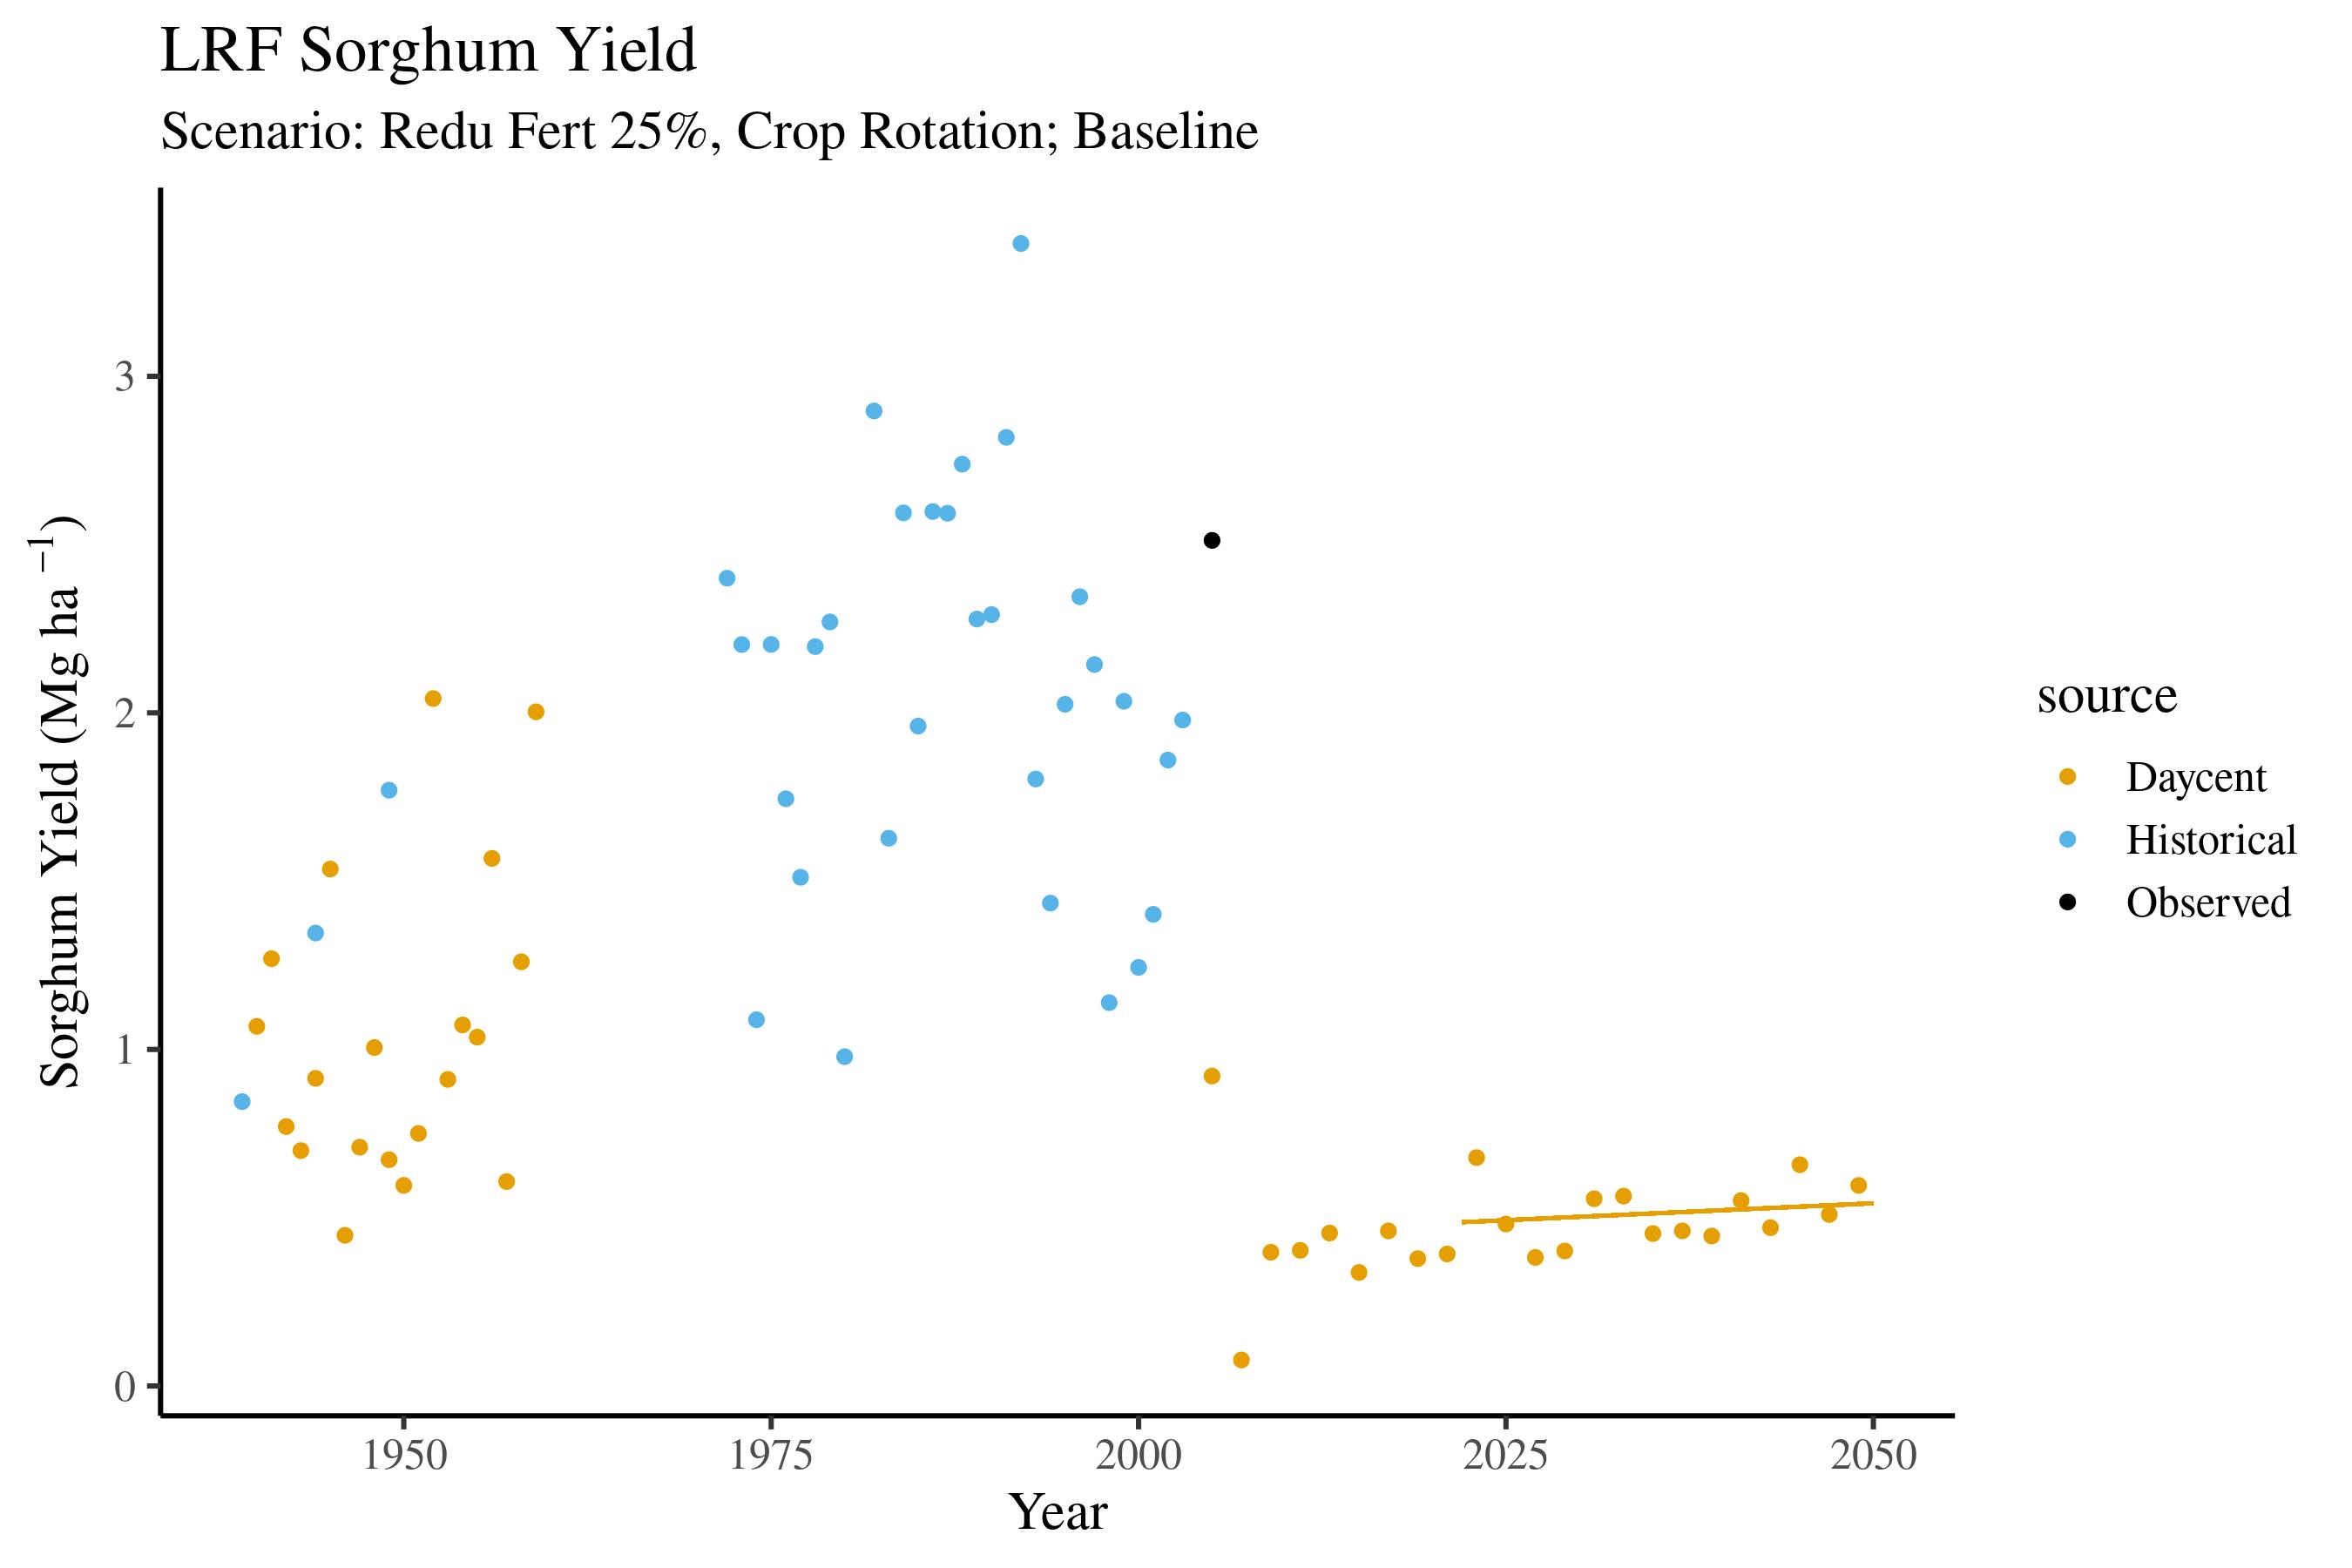 LRF Sorghum Yield
Scenario: Redu Fert 25%, Crop Rotation; Baseline
Sorghum Yield (Mg ha −1)
3
2
1
0
1950
1975
2000
2025
2050
Year
source
Daycent
Historical
Observed